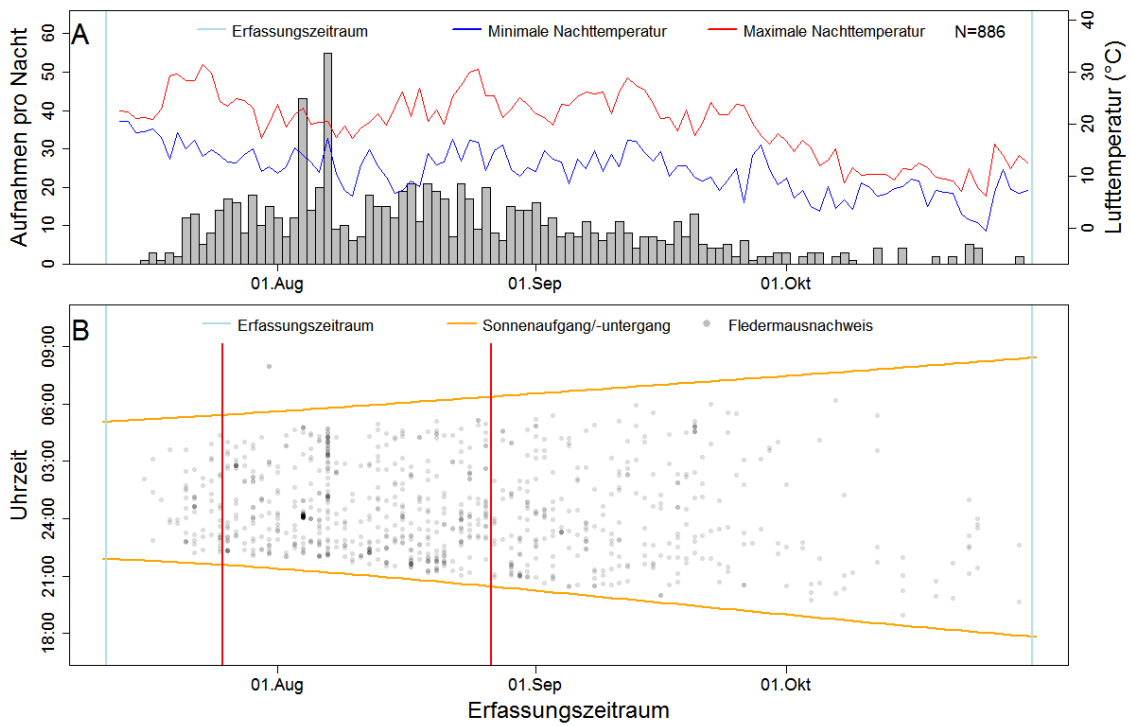 A
Erfassungszeitraum
Minimale Nachttemperatur
Maximale Nachttemperatur
N=886
Aufnahmen pro Nacht
60
50
40
30
20
10
0
40
30
20
10
0
Lufttemperatur (°C)
01.Aug
01.Sep
01.Okt
B
Erfassungszeitraum
Sonnenaufgang/-untergang
Fledermausnachweis
Uhrzeit
09:00
06:00
03:00
24:00
21:00
18:00
01.Aug
01.Sep
01.Okt
Erfassungszeitraum